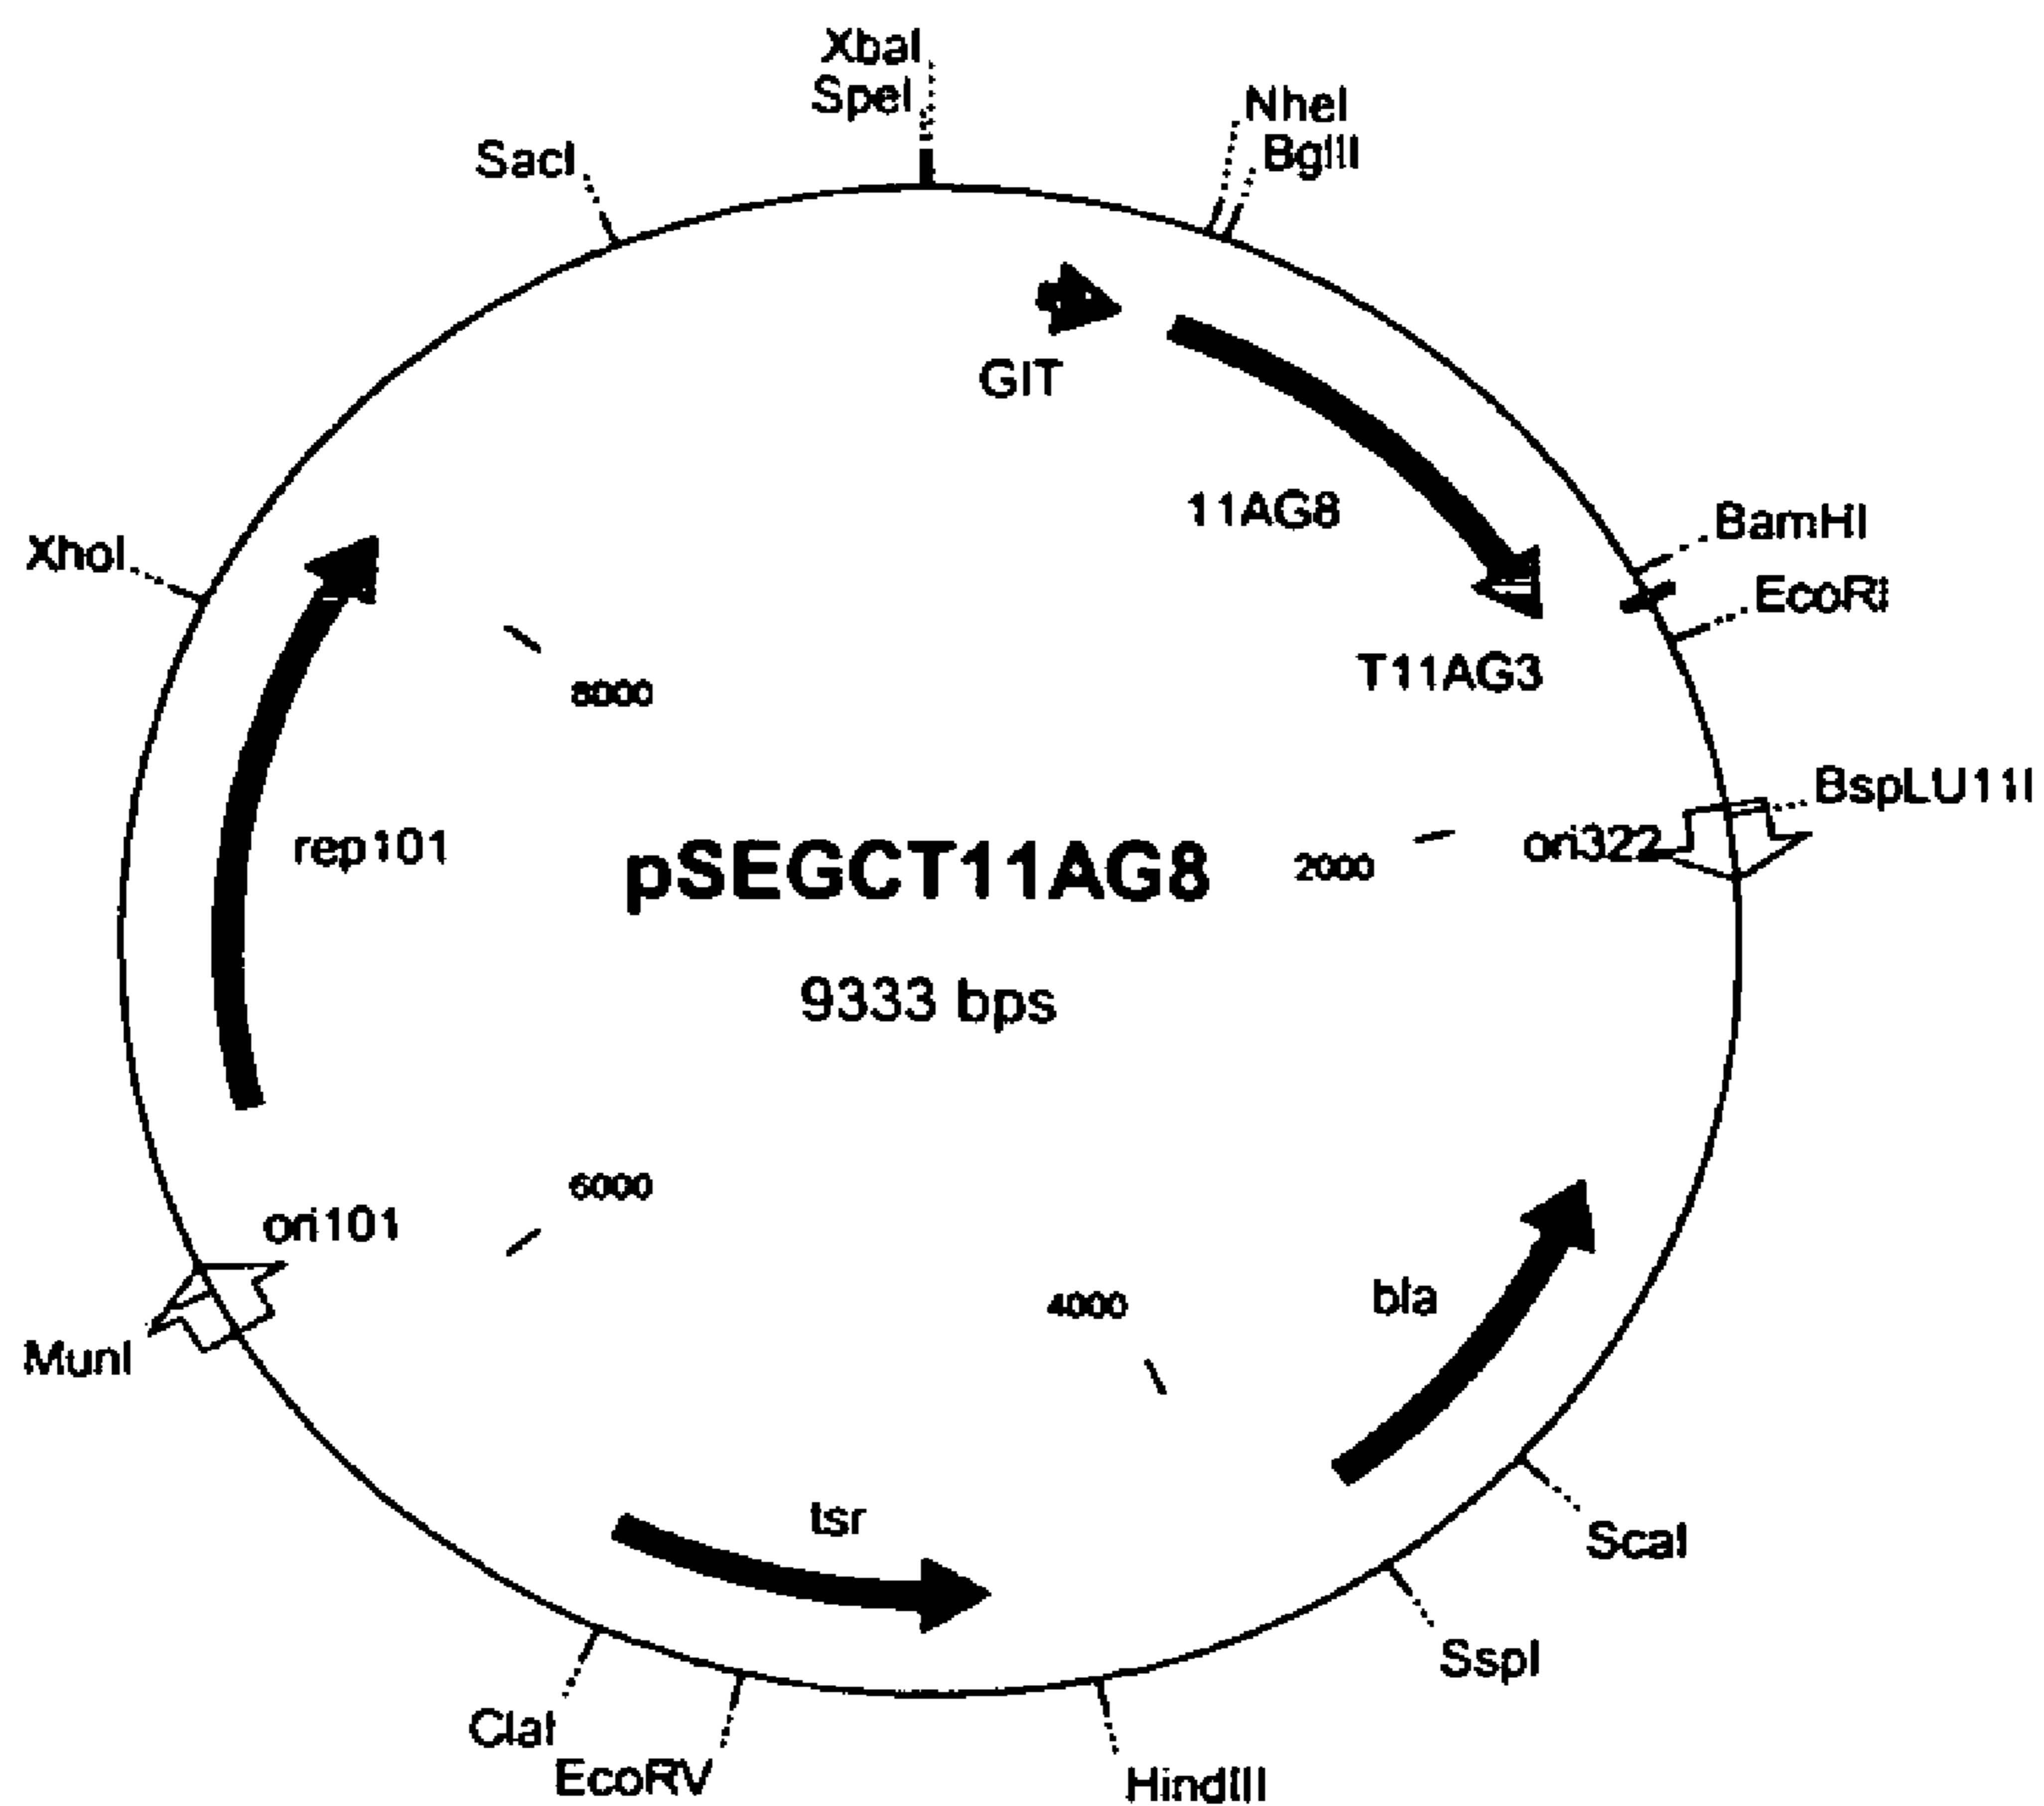 XbaI
SpeI
NheI
BglII
SacI
GIT
11AG8
BamHI
EcoRI
XhoI
T11AG3
8000
BspLU11I
rep101
pSEGCT11AG8
2000
ori322
9333 bps
6000
ori101
4000
bla
MunI
tsr
ScaI
SspI
ClaI
EcoRV
HindIII